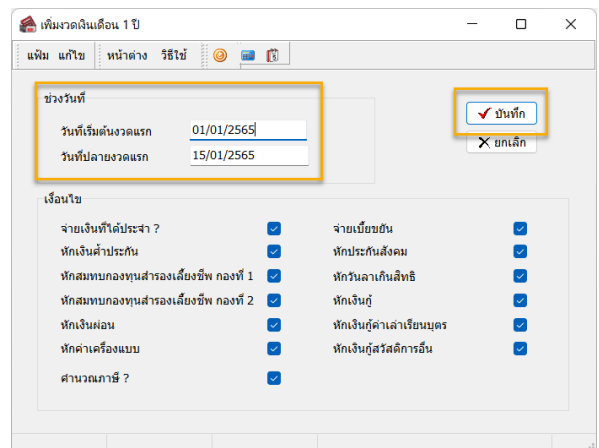 เพิ่มงวดเงินเดือน 1 ปี
แฟ้ม แก้ไข หน้าต่าง วิธีใช้
ช่วงวันที่
วันที่เริ่มต้นงวดแรก 01/01/2565
วันที่ปลายงวดแรก 15/01/2565
บันทึก
ยกเลิก
เงื่อนไข
จ่ายเงินที่ได้ประจำ ? จ่ายเบี้ยขยัน
หักเงินค้ำประกัน หักประกันสังคม
หักสมทบกองทุนสำรองเลี้ยงชีพ กองที่ 1 หักวันลาเกินสิทธิ
หักสมทบกองทุนสำรองเลี้ยงชีพ กองที่ 2 หักเงินกู้
หักเงินผ่อน หักเงินกู้ค่าเล่าเรียนบุตร
หักค่าเครื่องแบบ หักเงินกู้สวัสดิการอื่น
คำนวณภาษี ?